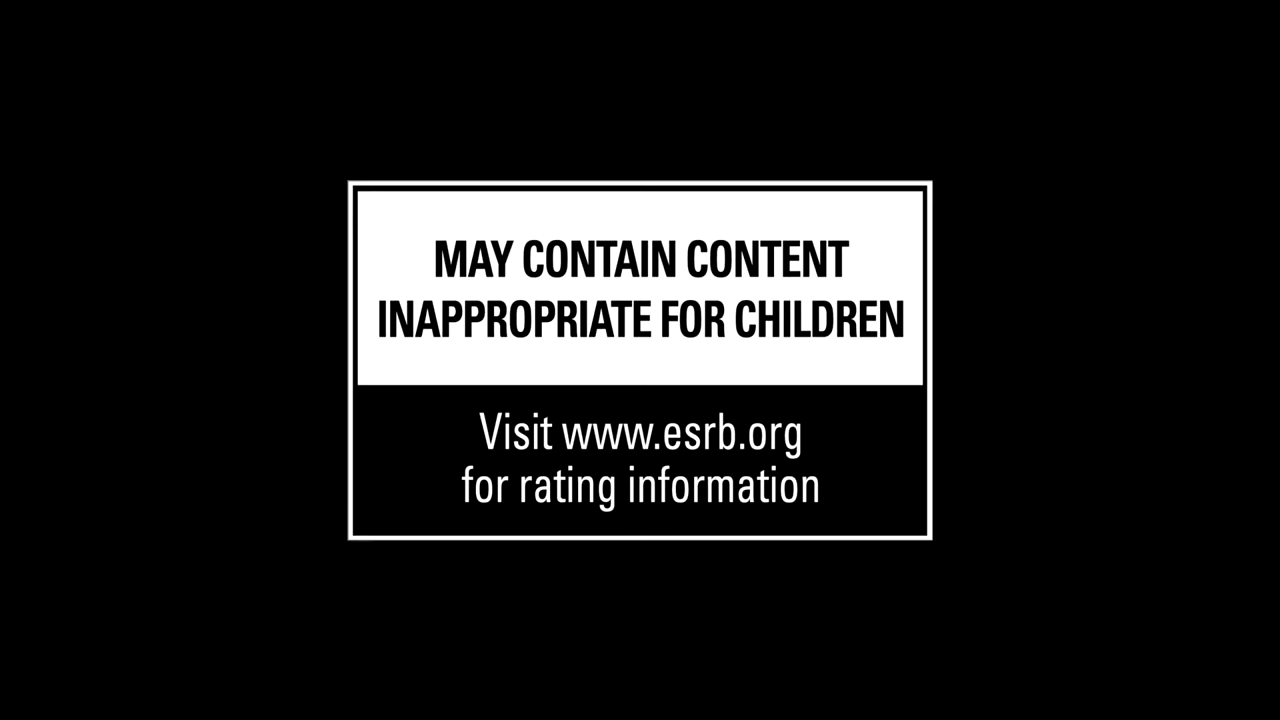 MAY CONTAIN CONTENT
INAPPROPRIATE FOR CHILDREN
Visit www.esrb.org
for rating information